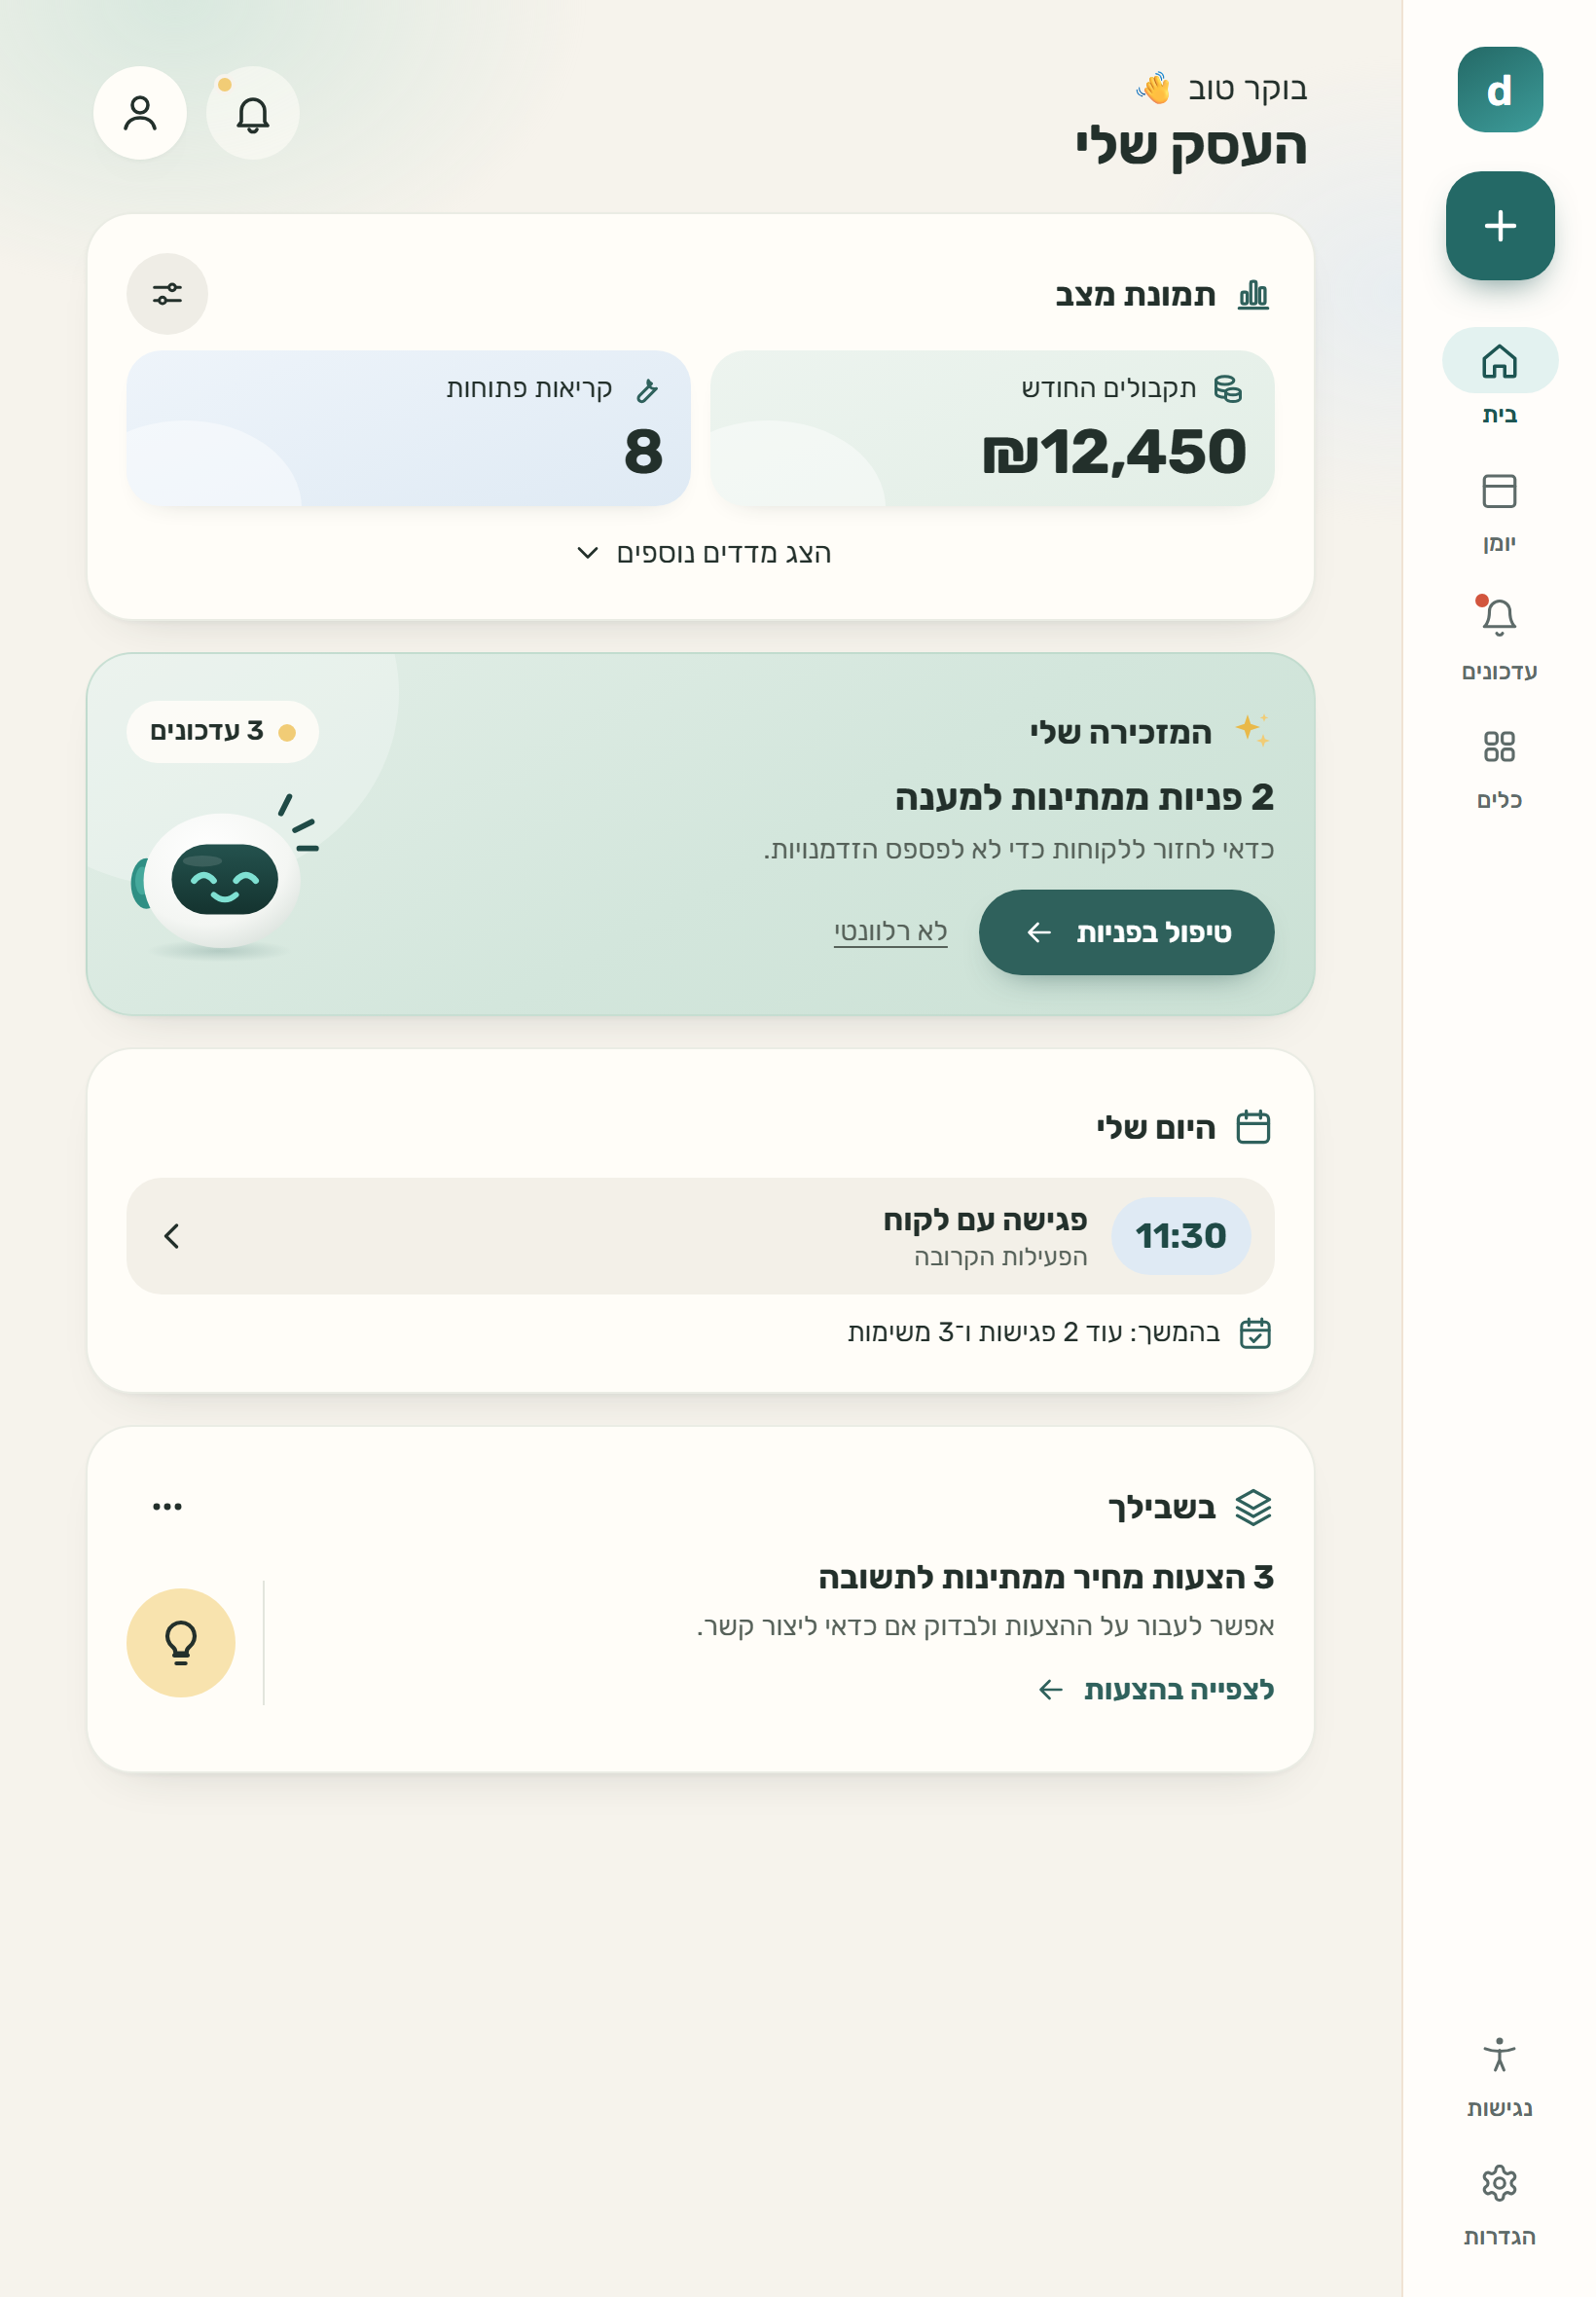 d
בית
יומן
עדכונים
כלים
נגישות
הגדרות
בוקר טוב 👋
העסק שלי
תמונת מצב
תקבולים החודש
₪12,450
קריאות פתוחות
8
הצג מדדים נוספים
המזכירה שלי
3 עדכונים
2 פניות ממתינות למענה
כדאי לחזור ללקוחות כדי לא לפספס הזדמנויות.
טיפול בפניות
לא רלוונטי
היום שלי
11:30
פגישה עם לקוח
הפעילות הקרובה
בהמשך: עוד 2 פגישות ו־3 משימות
בשבילך
3 הצעות מחיר ממתינות לתשובה
אפשר לעבור על ההצעות ולבדוק אם כדאי ליצור קשר.
לצפייה בהצעות